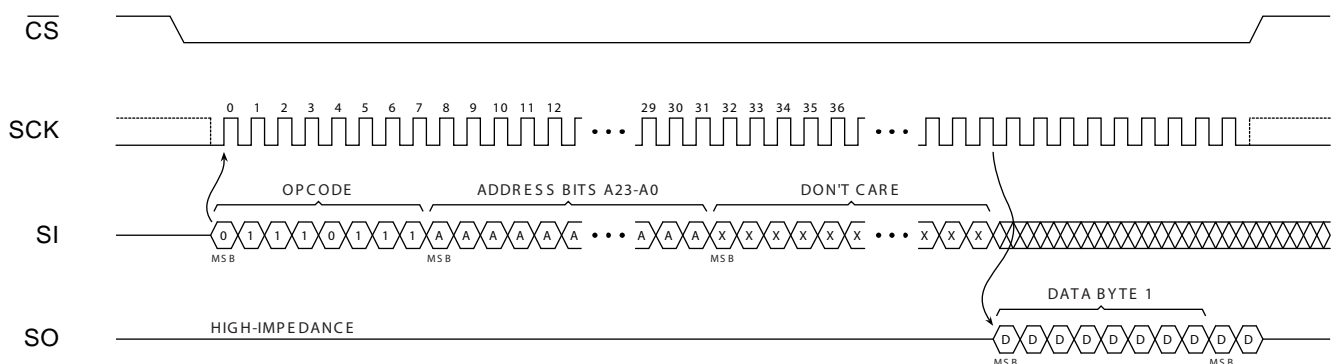 CS
SCK
0 1 2 3 4 5 6 7 8 9 10 11 12 29 30 31 32 33 34 35 36
OPCODE ADDRESS BITS A23-A0 DON'T CARE
SI
0 1 1 1 0 1 1 1 A A A A A A A A A X X X X X X X X X
MSB MSB MSB
DATA BYTE 1
SO
HIGH-IMPEDANCE
D D D D D D D D D D
MSB MSB